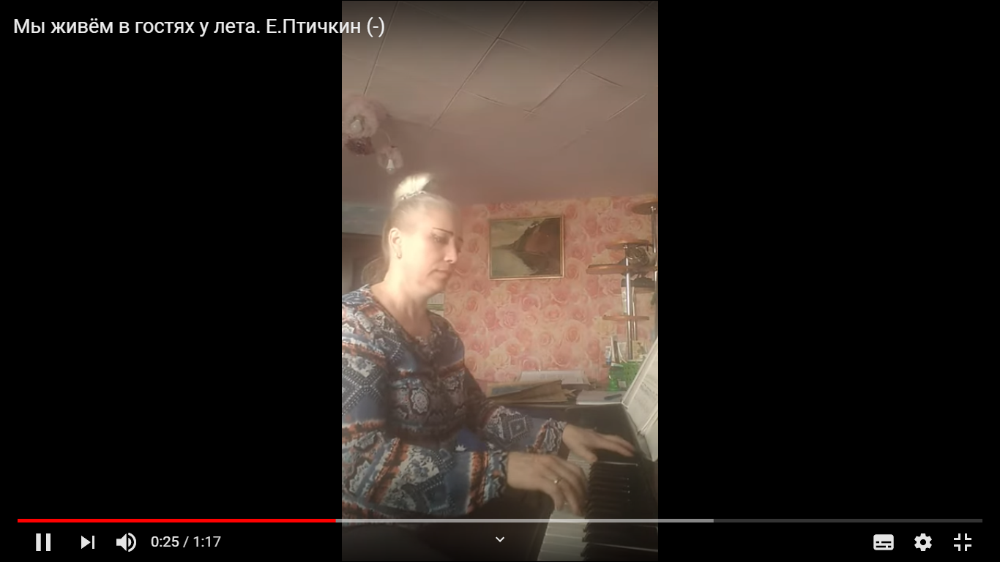 Мы живём в гостях у лета. Е.Птичкин (-)
0:25 / 1:17